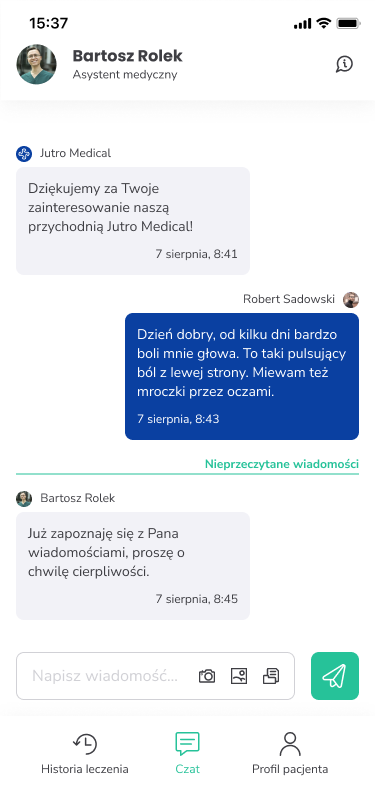 15:37
Bartosz Rolek
Asystent medyczny
Jutro Medical
Dziękujemy za Twoje
zainteresowanie naszą
przychodnią Jutro Medical!
7 sierpnia, 8:41
Robert Sadowski
Dzień dobry, od kilku dni bardzo
boli mnie głowa. To taki pulsujący
ból z lewej strony. Miewam też
mroczki przez oczami.
7 sierpnia, 8:43
Nieprzeczytane wiadomości
Bartosz Rolek
Już zapoznaję się z Pana
wiadomościami, proszę o
chwilę cierpliwości.
7 sierpnia, 8:45
Napisz wiadomość...
Historia leczenia
Czat
Profil pacjenta